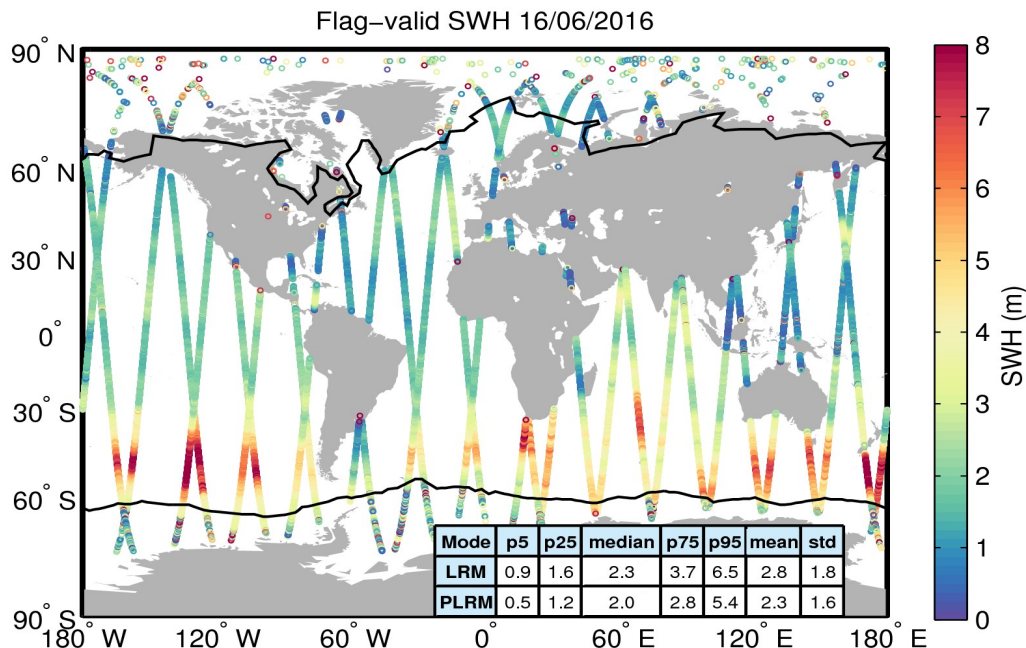 Flag−valid SWH 16/06/2016
90° N
60° N
30° N
0°
30° S
60° S
90° S
180° W
120° W
60° W
0°
60° E
120° E
180° E
Mode p5 p25 median p75 p95 mean std
LRM 0.9 1.6 2.3 3.7 6.5 2.8 1.8
PLRM 0.5 1.2 2.0 2.8 5.4 2.3 1.6
8
7
6
5
4
3
2
1
0
SWH (m)